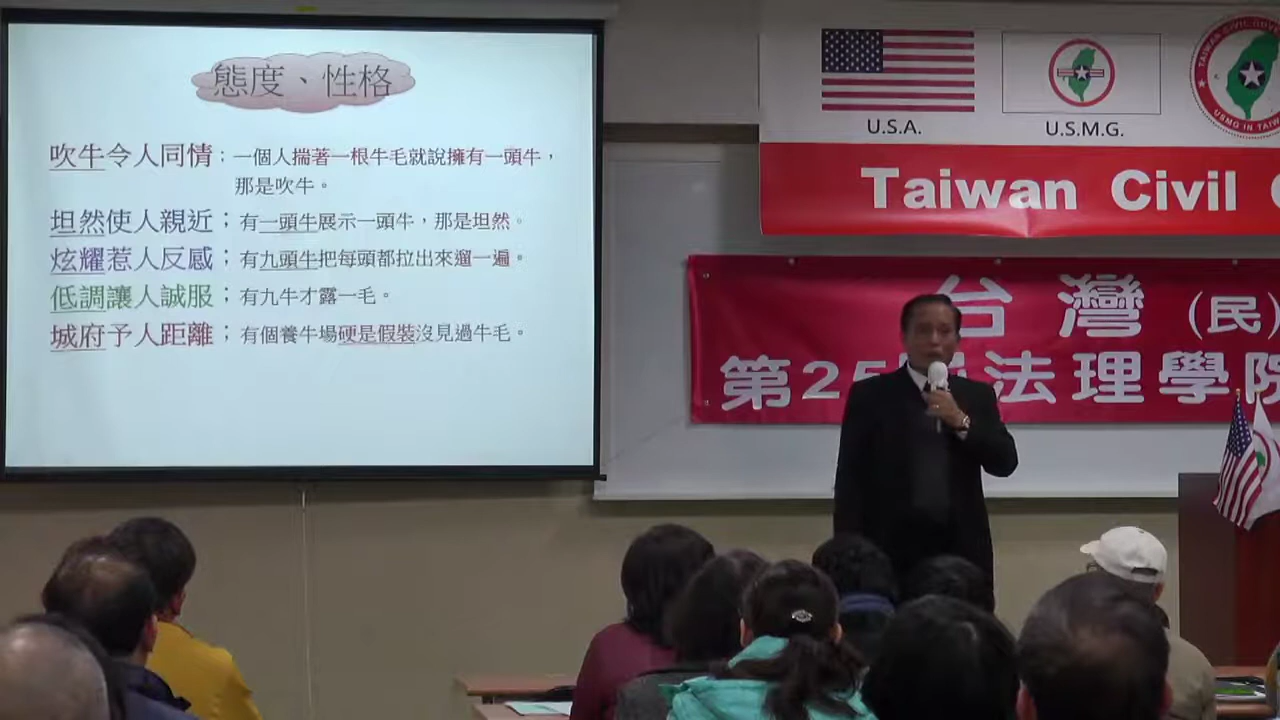 態度、性格
吹牛令人同情：一個人揣著一根牛毛就說擁有一頭牛，
那是吹牛。
坦然使人親近；有一頭牛展示一頭牛，那是坦然。
炫耀惹人反感；有九頭牛把每頭都拉出來遛一遍。
低調讓人誠服；有九牛才露一毛。
城府予人距離；有個養牛場硬是假裝沒見過牛毛。
U.S.A.
U.S.M.G.
TAIWAN CIVIL GOV
USMG IN TAIW
Taiwan Civil
台灣(民)
第25 法理學院